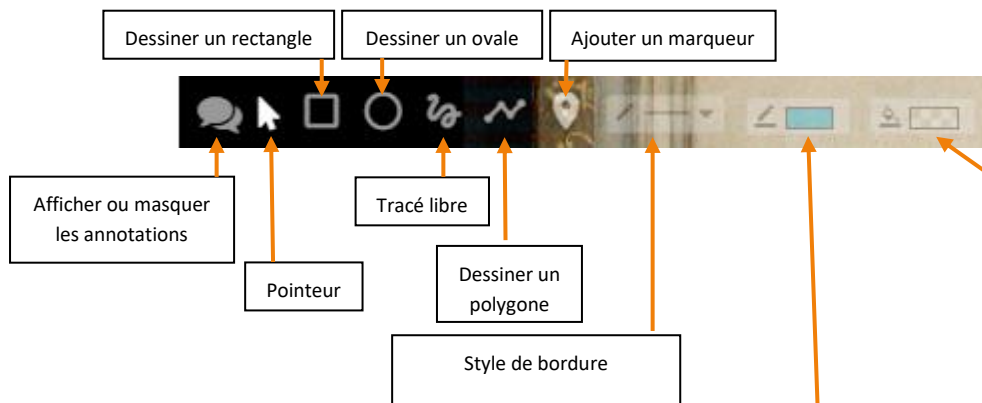 Dessiner un rectangle
Dessiner un ovale
Ajouter un marqueur
Afficher ou masquer
les annotations
Tracé libre
Pointeur
Dessiner un
polygone
Style de bordure